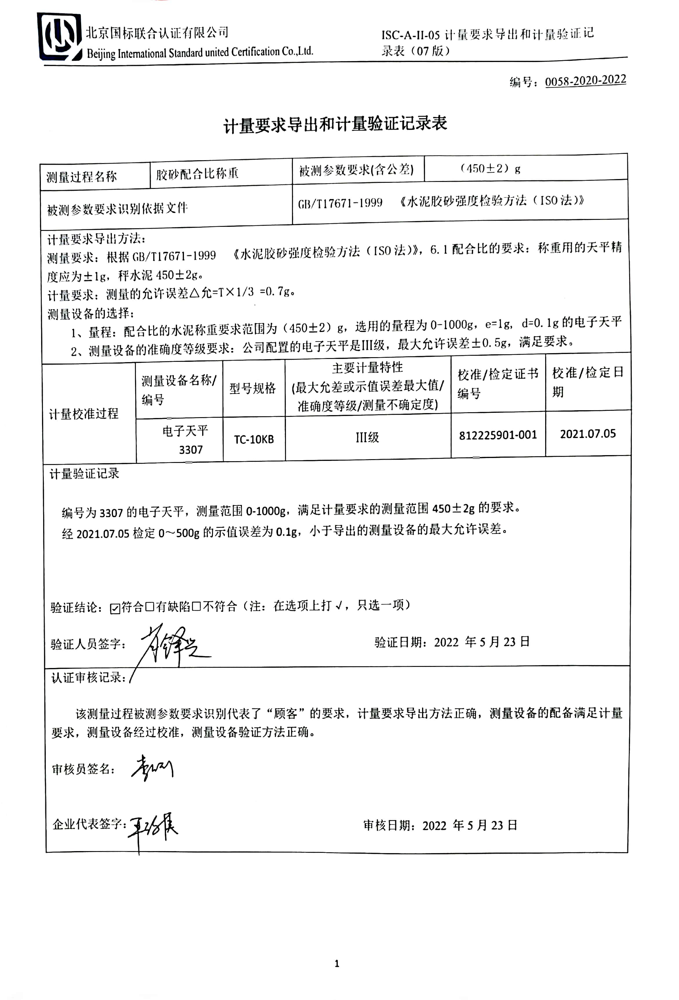 北京国标联合认证有限公司
Beijing International Standard united Certification Co.,Ltd.
ISC-A-II-05 计量要求导出和计量验证记
录表（07 版）
编号：0058-2020-2022
计量要求导出和计量验证记录表
测量过程名称 胶砂配合比称重 被测参数要求(含公差) （450±2）g
被测参数要求识别依据文件 GB/T17671-1999 《水泥胶砂强度检验方法（ISO 法）》
计量要求导出方法：
测量要求：根据 GB/T17671-1999 《水泥胶砂强度检验方法（ISO 法）》，6.1 配合比的要求：称重用的天平精
度应为±1g，秤水泥 450±2g。
计量要求：测量的允许误差△允=T×1/3 =0.7g。
测量设备的选择：
1、量程：配合比的水泥称重要求范围为（450±2）g，选用的量程为 0-1000g，e=1g, d=0.1g 的电子天平
2、测量设备的准确度等级要求：公司配置的电子天平是III级，最大允许误差±0.5g，满足要求。
计量校准过程
测量设备名称/
编号
型号规格
主要计量特性
(最大允差或示值误差最大值/
准确度等级/测量不确定度)
校准/检定证书
编号
校准/检定日
期
电子天平
3307
TC-10KB
III级
812225901-001
2021.07.05
计量验证记录
编号为 3307 的电子天平，测量范围 0-1000g，满足计量要求的测量范围 450±2g 的要求。
经 2021.07.05 检定 0～500g 的示值误差为 0.1g，小于导出的测量设备的最大允许误差。
验证结论：☑符合□有缺陷□不符合（注：在选项上打 √，只选一项）
验证人员签字： 验证日期：2022 年 5 月 23 日
认证审核记录：
该测量过程被测参数要求识别代表了“顾客”的要求，计量要求导出方法正确，测量设备的配备满足计量
要求，测量设备经过校准，测量设备验证方法正确。
审核员签名：
企业代表签字： 审核日期：2022 年 5 月 23 日
1